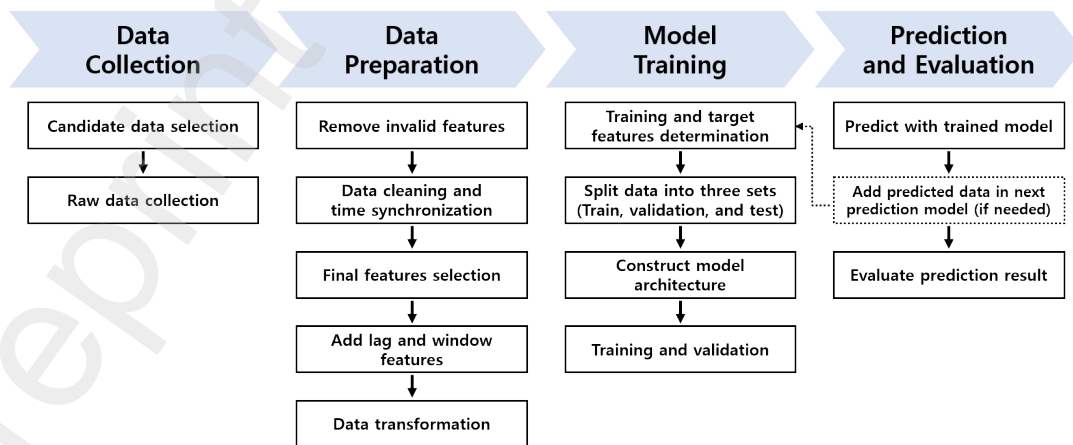 Data
Collection
Data
Preparation
Model
Training
Prediction
and Evaluation
Candidate data selection
Raw data collection
Remove invalid features
Data cleaning and
time synchronization
Final features selection
Add lag and window
features
Data transformation
Training and target
features determination
Split data into three sets
(Train, validation, and test)
Construct model
architecture
Training and validation
Predict with trained model
Add predicted data in next
prediction model (if needed)
Evaluate prediction result
eprint